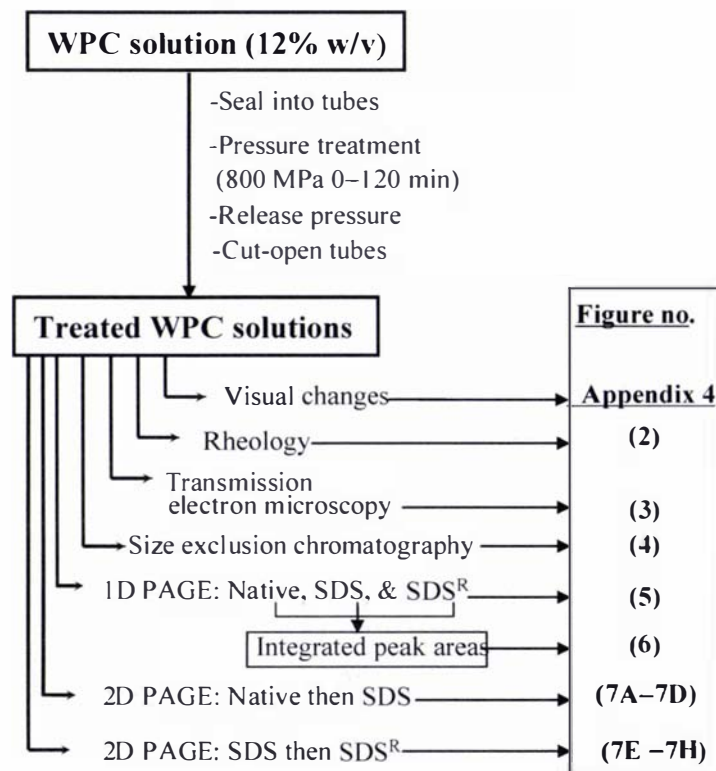 WPC solution (12% w/v)
-Seal into tubes
-Pressure treatment
(800 MPa 0–120 min)
-Release pressure
-Cut-open tubes
Treated WPC solutions
Figure no.
Visual changes
Appendix 4
Rheology
(2)
Transmission
electron microscopy
(3)
Size exclusion chromatography
(4)
1D PAGE: Native, SDS, & SDSᴿ
(5)
Integrated peak areas
(6)
2D PAGE: Native then SDS
(7A–7D)
2D PAGE: SDS then SDSᴿ
(7E –7H)